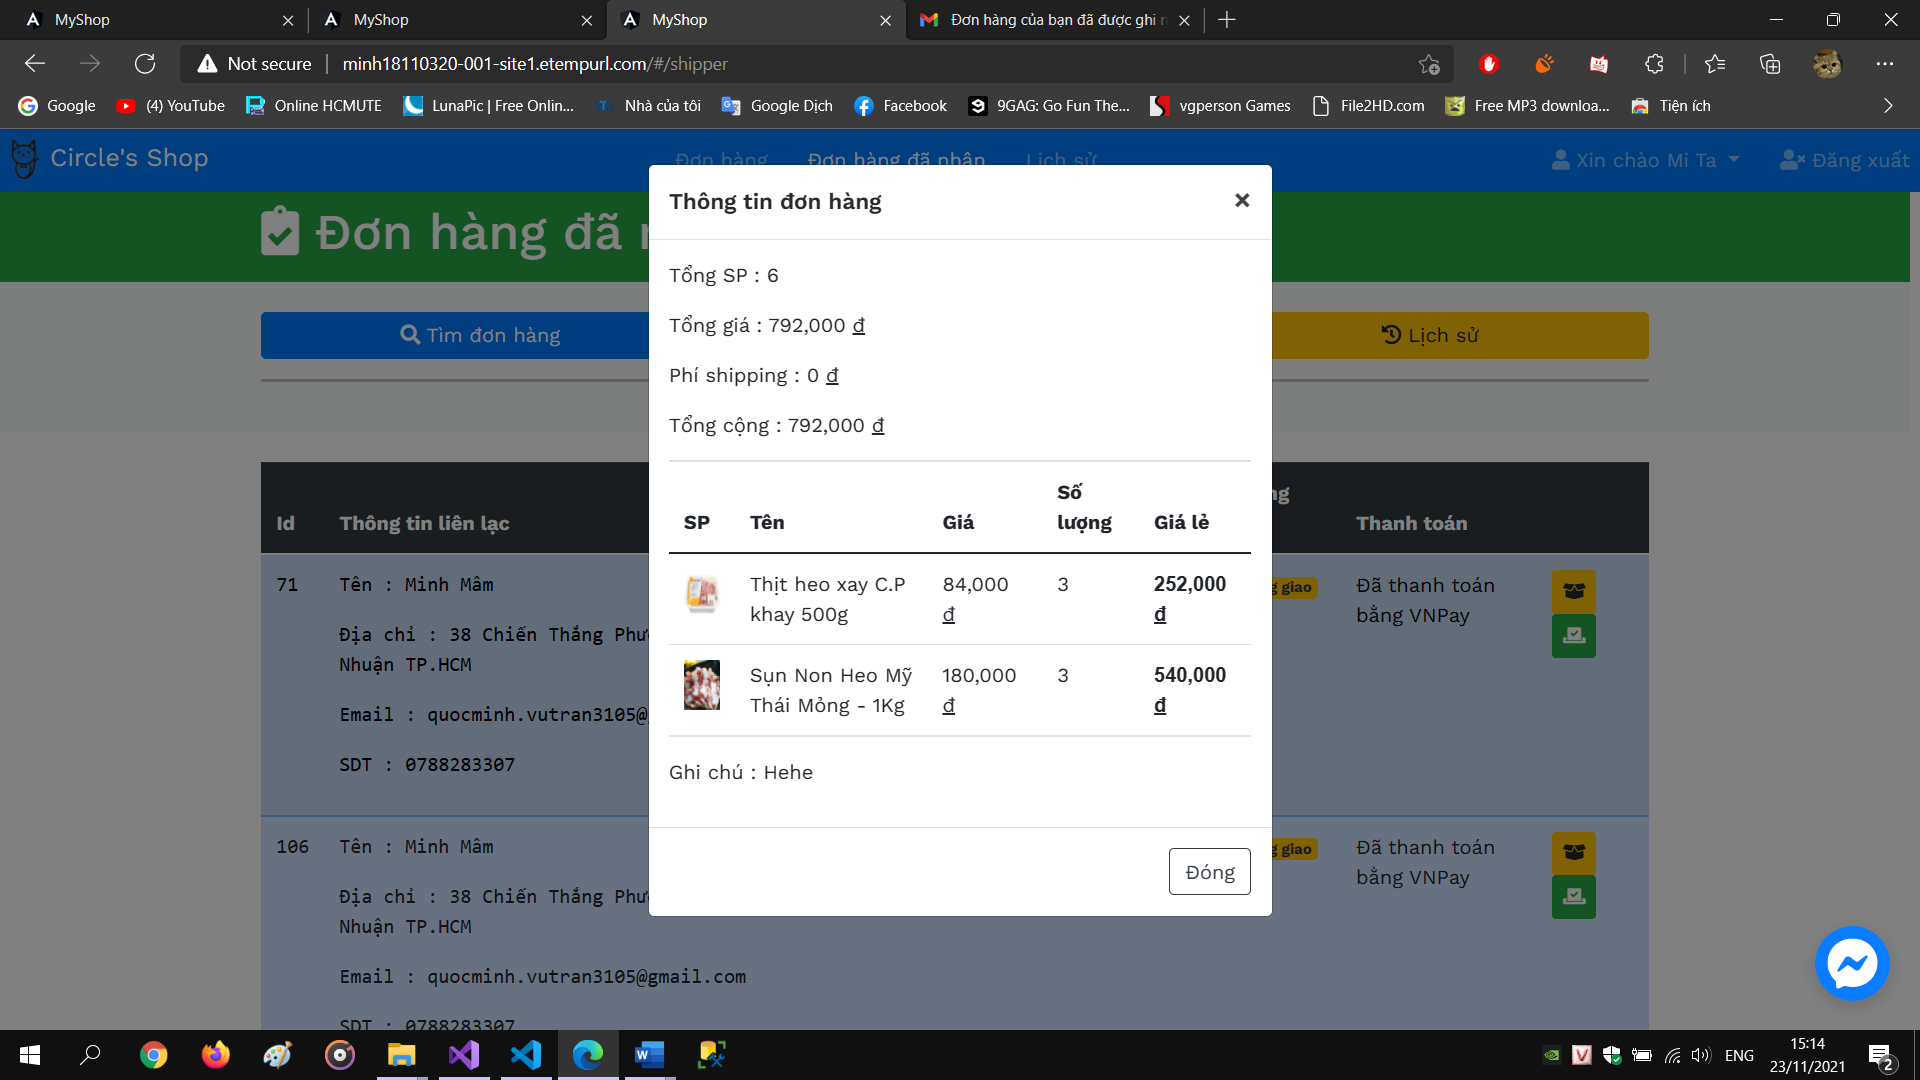 MyShop
MyShop
MyShop
Đơn hàng của bạn đã được ghi
Not secure
minh18110320-001-site1.etempurl.com/#/shipper
Google
(4) YouTube
Online HCMUTE
LunaPic | Free Onlin...
Nhà của tôi
Google Dịch
Facebook
9GAG: Go Fun The...
vgperson Games
File2HD.com
Free MP3 downloa...
Tiện ích
Circle's Shop
Đơn hàng
Đơn hàng đã nhận
Lịch sử
Xin chào Mi Ta
Đăng xuất
Đơn hàng đã
Tìm đơn hàng
Lịch sử
Thông tin đơn hàng
×
Tổng SP : 6
Tổng giá : 792,000 đ
Phí shipping : 0 đ
Tổng cộng : 792,000 đ
SP
Tên
Giá
Số
lượng
Giá lẻ
Thịt heo xay C.P
khay 500g
84,000
đ
3
252,000
đ
Sụn Non Heo Mỹ
Thái Mỏng - 1Kg
180,000
đ
3
540,000
đ
Ghi chú : Hehe
Đóng
Id
Thông tin liên lạc
ng
Thanh toán
71
Tên : Minh Mâm
Địa chỉ : 38 Chiến Thắng
Nhuận TP.HCM
Email : quocminh.vutran3105@
SDT : 0788283307
giao
Đã thanh toán
bằng VNPay
106
Tên : Minh Mâm
Địa chỉ : 38 Chiến Thắng
Nhuận TP.HCM
Email : quocminh.vutran3105@gmail.com
SDT : 0788283307
giao
Đã thanh toán
bằng VNPay
ENG
15:14
23/11/2021
2